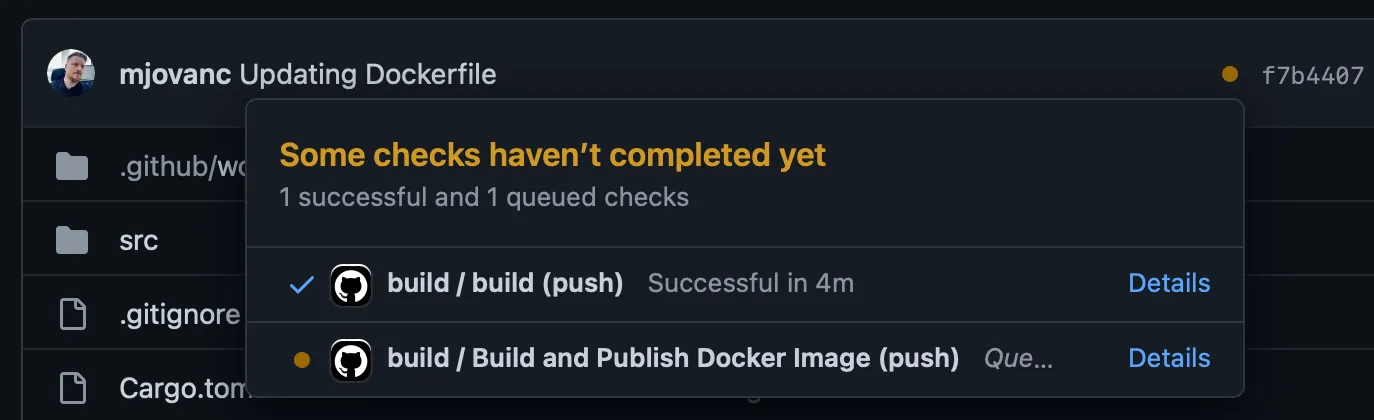 mjovanc Updating Dockerfile f7b4407
Some checks haven’t completed yet
1 successful and 1 queued checks
.github/wo
src
build / build (push) Successful in 4m Details
.gitignore
build / Build and Publish Docker Image (push) Que... Details
Cargo.tom